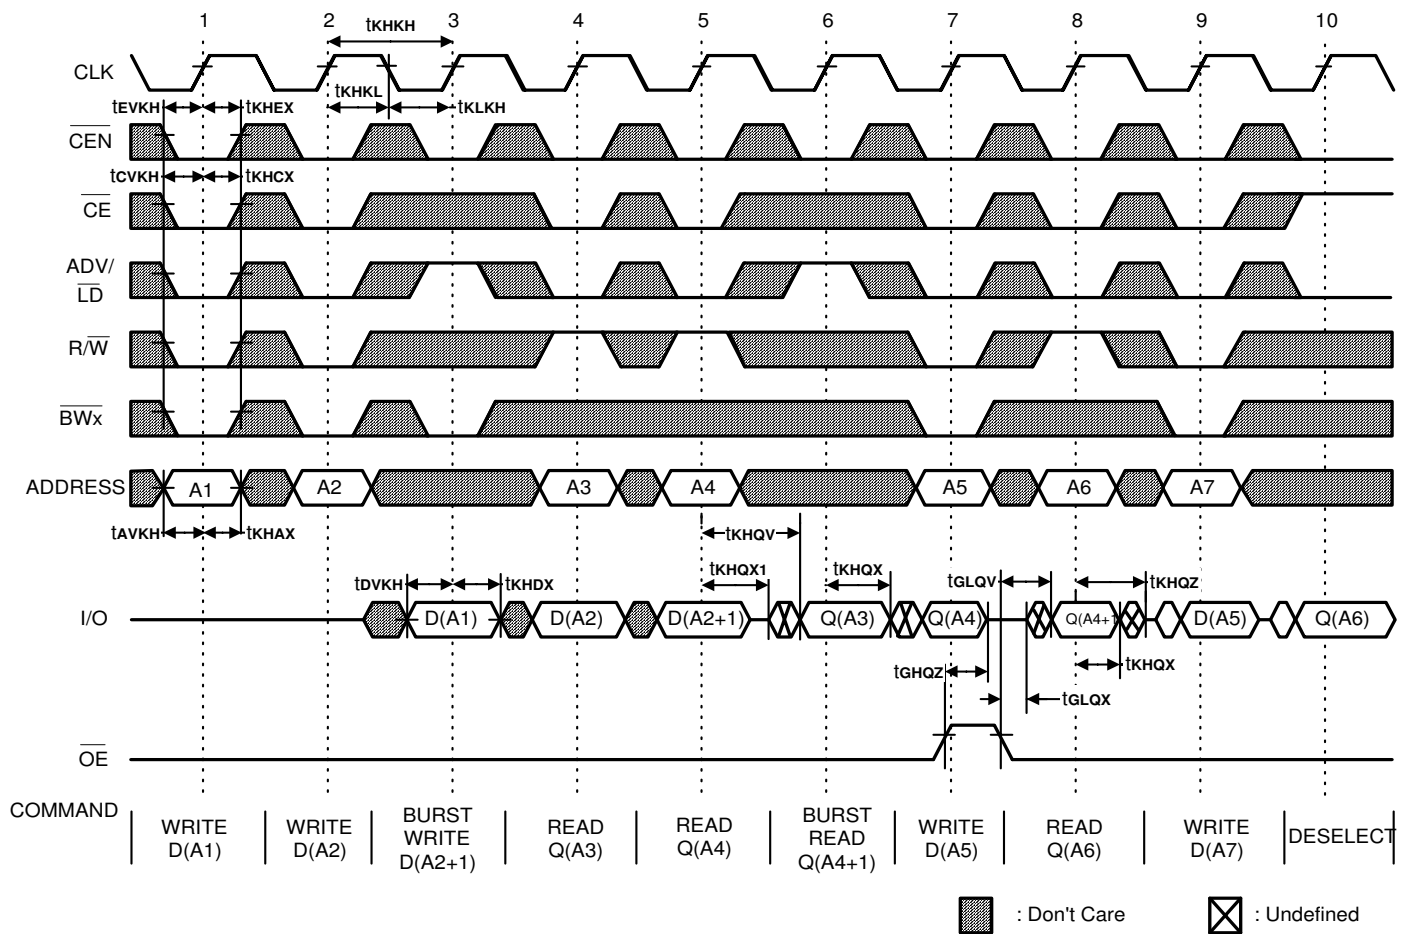 1 2 3 4 5 6 7 8 9 10
tKHKH
CLK
tKHKL tKLKH
tEVKH tKHEX
CEN
tCVKH tKHCX
CE
ADV/
LD
R/W
BWx
ADDRESS A1 A2 A3 A4 A5 A6 A7
tAVKH tKHAX tKHQV
tDVKH tKHDX tKHQX1 tKHQX tGLQV tKHQZ
I/O D(A1) D(A2) D(A2+1) Q(A3) Q(A4) Q(A4+1 D(A5) Q(A6)
tGHQZ tKHQX
tGLQX
OE
COMMAND
WRITE
D(A1)
WRITE
D(A2)
BURST
WRITE
D(A2+1)
READ
Q(A3)
READ
Q(A4)
BURST
READ
Q(A4+1)
WRITE
D(A5)
READ
Q(A6)
WRITE
D(A7)
DESELECT
: Don't Care : Undefined